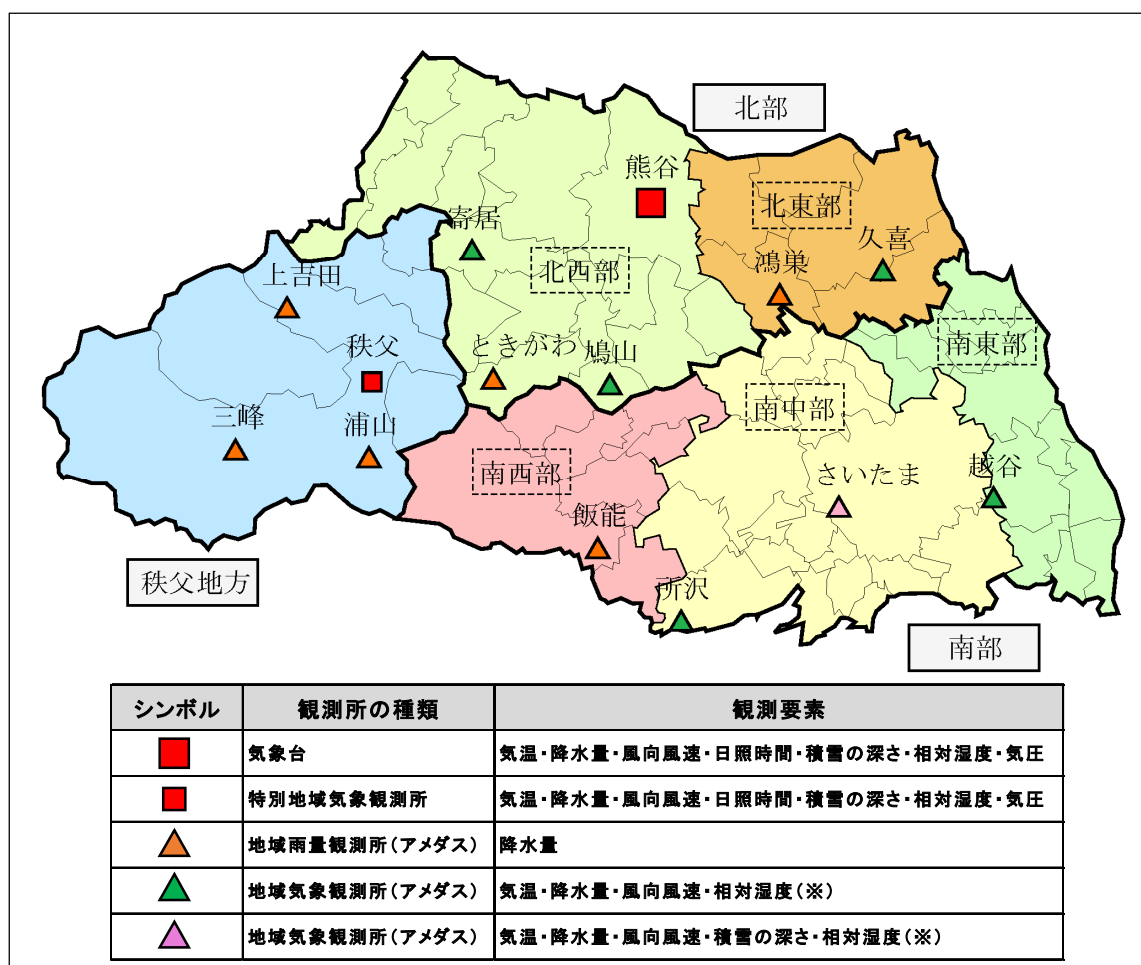 北部
熊谷
北東部
寄居
久喜
上吉田
北西部
鴻巣
南東部
秩父
ときがわ
鳩山
南中部
三峰
浦山
南西部
さいたま
越谷
飯能
秩父地方
所沢
南部
シンボル 観測所の種類 観測要素
気象台 気温・降水量・風向風速・日照時間・積雪の深さ・相対湿度・気圧
特別地域気象観測所 気温・降水量・風向風速・日照時間・積雪の深さ・相対湿度・気圧
地域雨量観測所(アメダス) 降水量
地域気象観測所(アメダス) 気温・降水量・風向風速・相対湿度(※)
地域気象観測所(アメダス) 気温・降水量・風向風速・積雪の深さ・相対湿度(※)